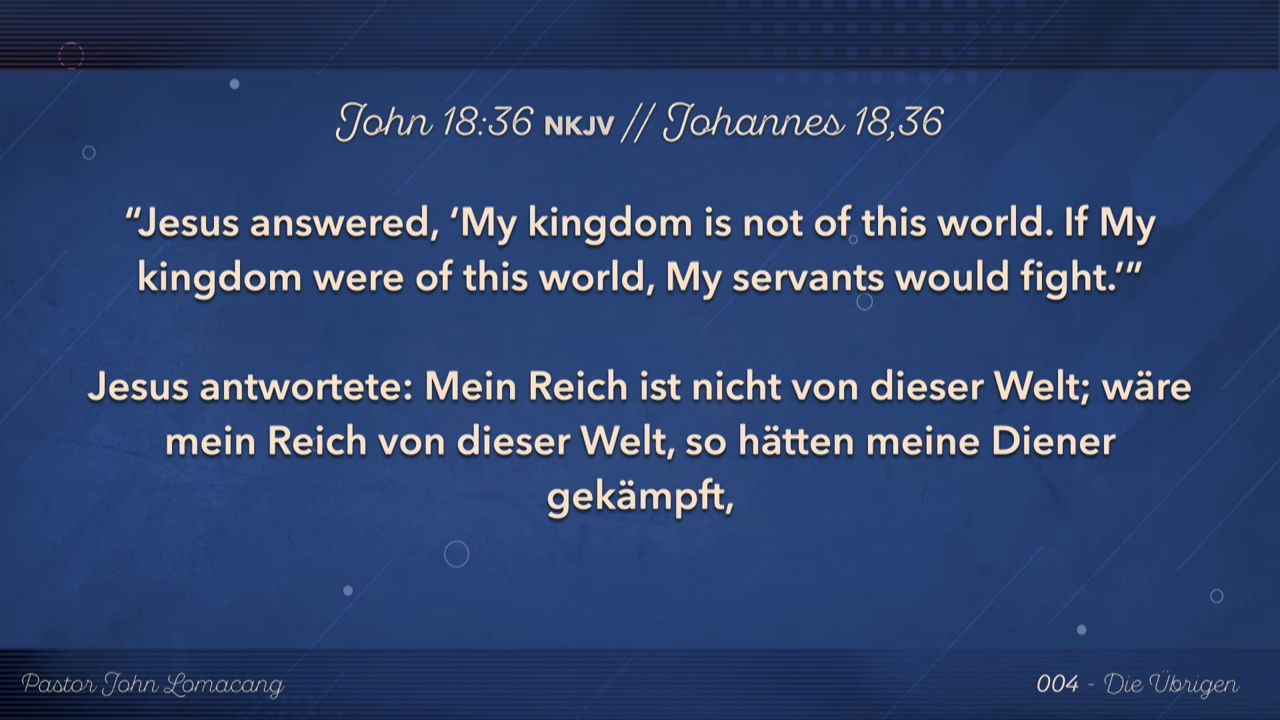 John 18:36 NKJV // Johannes 18,36
“Jesus answered, ‘My kingdom is not of this world. If My
kingdom were of this world, My servants would fight.’”
Jesus antwortete: Mein Reich ist nicht von dieser Welt; wäre
mein Reich von dieser Welt, so hätten meine Diener
gekämpft,
Pastor John Lomacang
004 - Die Übrigen